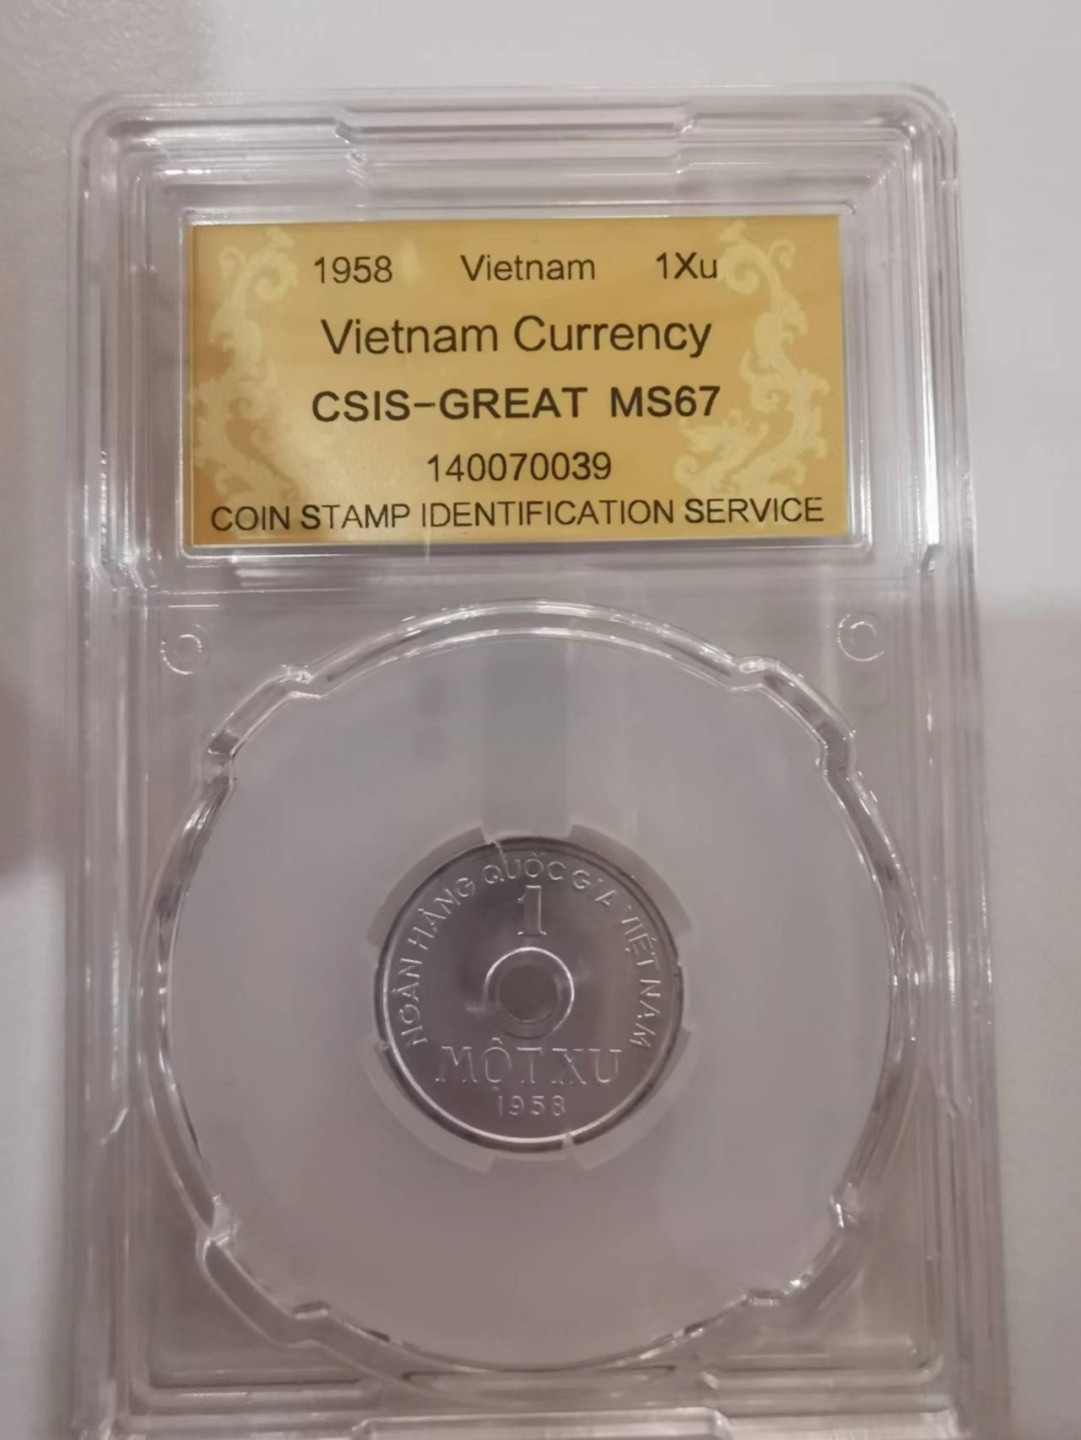 1958 Vietnam 1Xu
Vietnam Currency
CSIS-GREAT MS67
140070039
COIN STAMP IDENTIFICATION SERVICE
NGÂN HÀNG QUỐC GIA VIỆT NAM
1
MỘT XU
1958